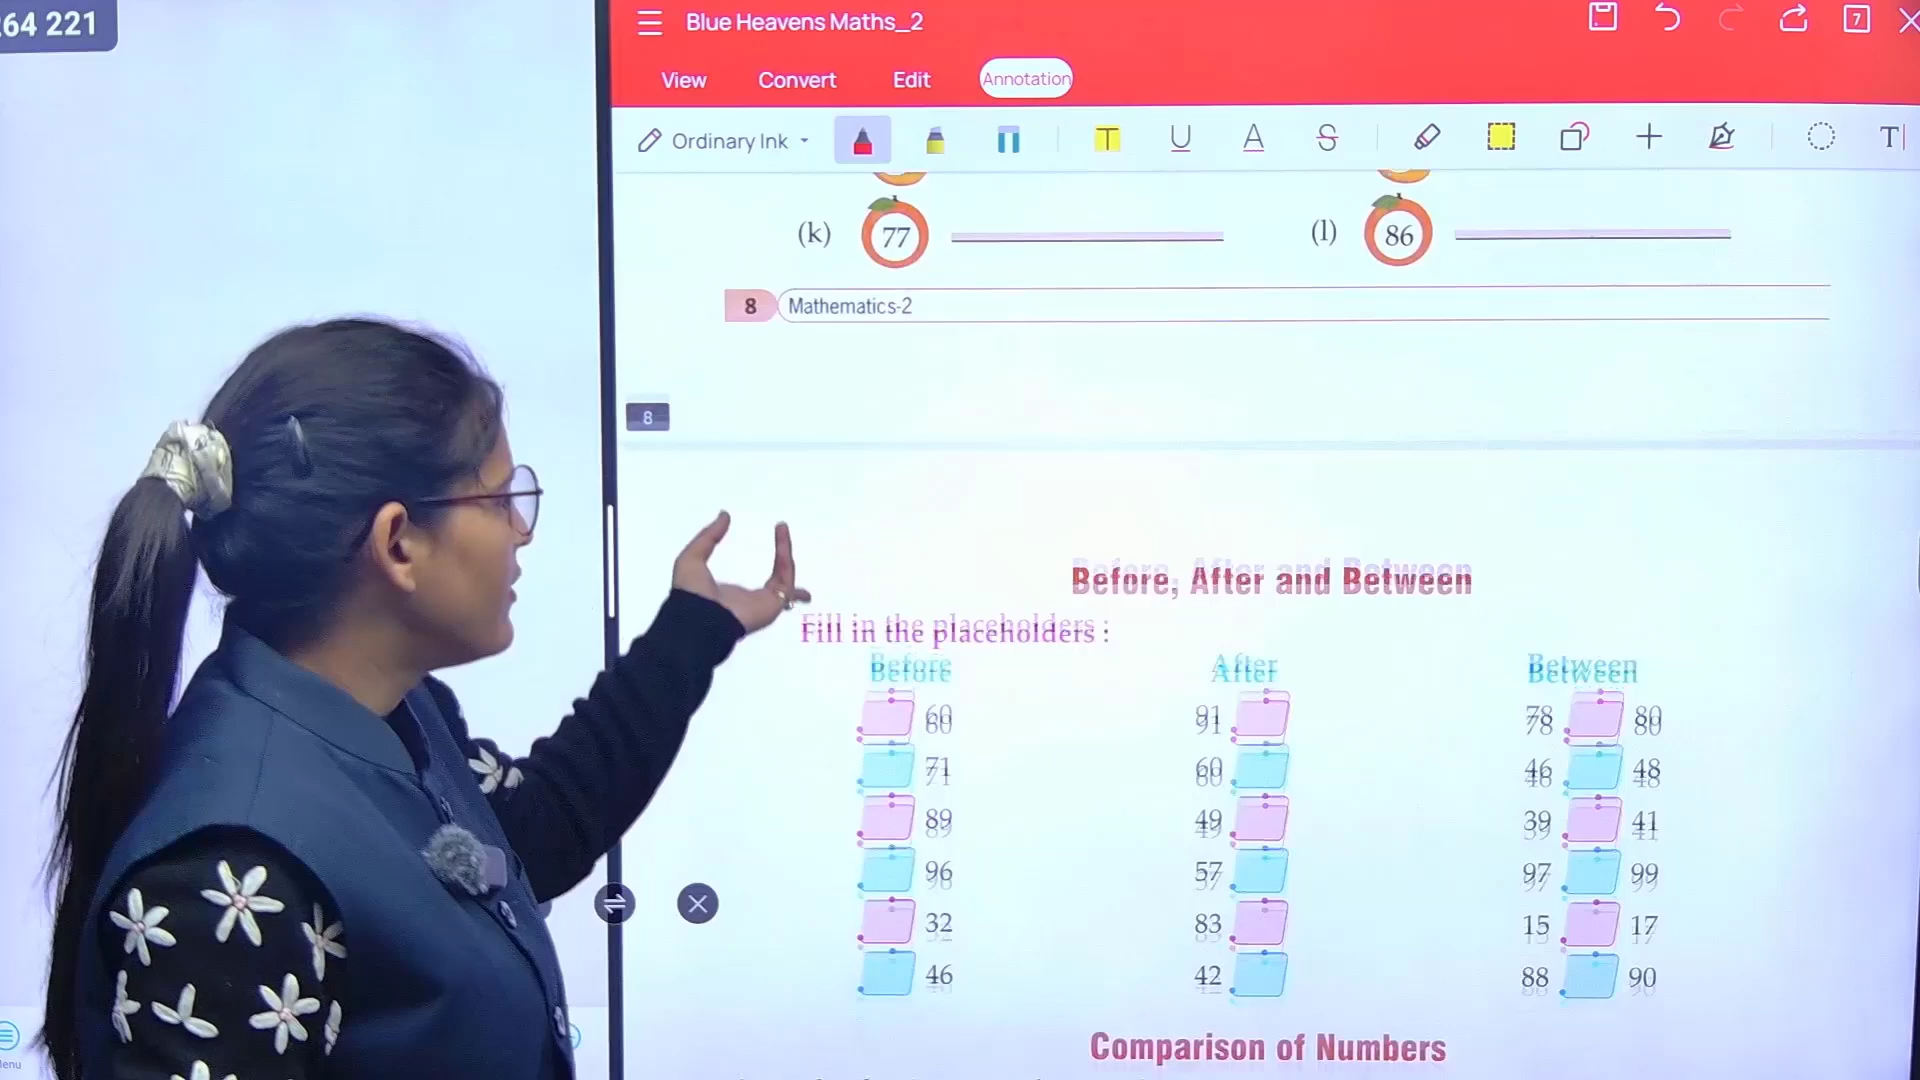 264 221
Blue Heavens Maths_2
7
View Convert Edit Annotation
Ordinary Ink T U A S T
(k) 77 (l) 86
8 Mathematics-2
8
Before, After and Between
Fill in the placeholders :
Before After Between
60 91 78 80
71 60 46 48
89 49 39 41
96 57 97 99
32 83 15 17
46 42 88 90
Comparison of Numbers